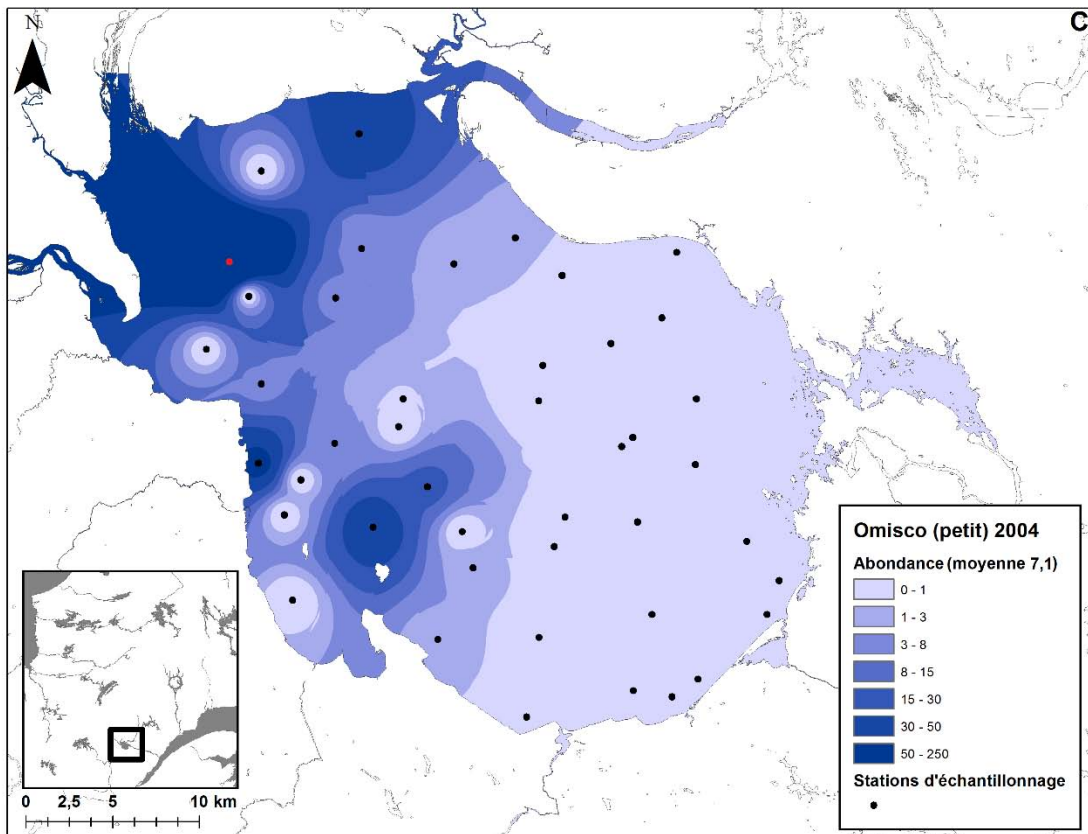 N
C
Omisco (petit) 2004
Abondance (moyenne 7,1)
0 - 1
1 - 3
3 - 8
8 - 15
15 - 30
30 - 50
50 - 250
Stations d'échantillonnage
0 2,5 5 10 km